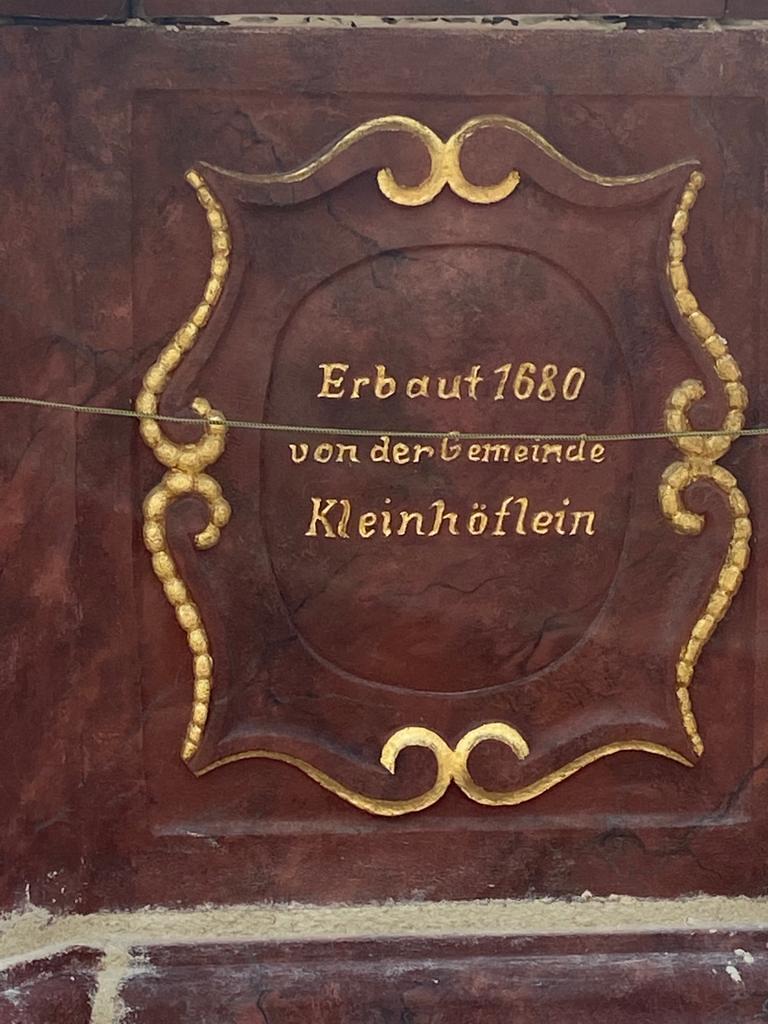 Erbaut 1680
von der Gemeinde
Kleinhöflein